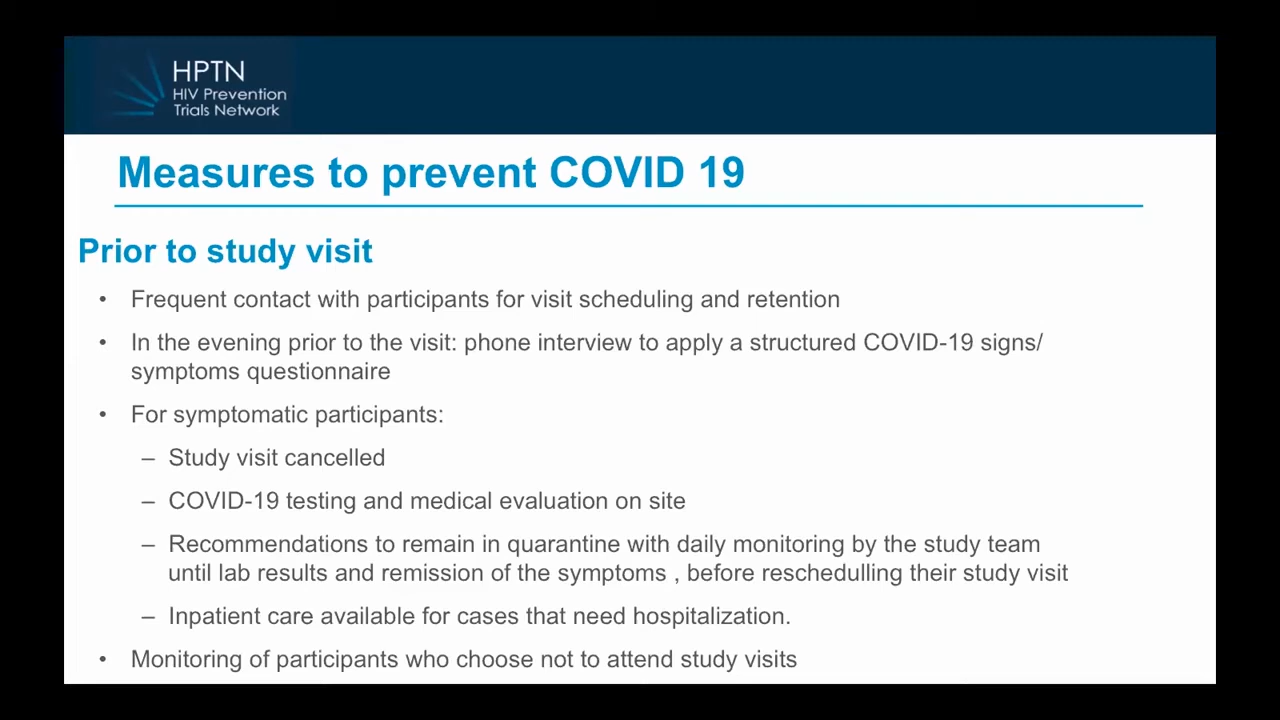 HPTN
HIV Prevention
Trials Network
Measures to prevent COVID 19
Prior to study visit
• Frequent contact with participants for visit scheduling and retention
• In the evening prior to the visit: phone interview to apply a structured COVID-19 signs/
symptoms questionnaire
• For symptomatic participants:
– Study visit cancelled
– COVID-19 testing and medical evaluation on site
– Recommendations to remain in quarantine with daily monitoring by the study team
until lab results and remission of the symptoms , before reschedulling their study visit
– Inpatient care available for cases that need hospitalization.
• Monitoring of participants who choose not to attend study visits